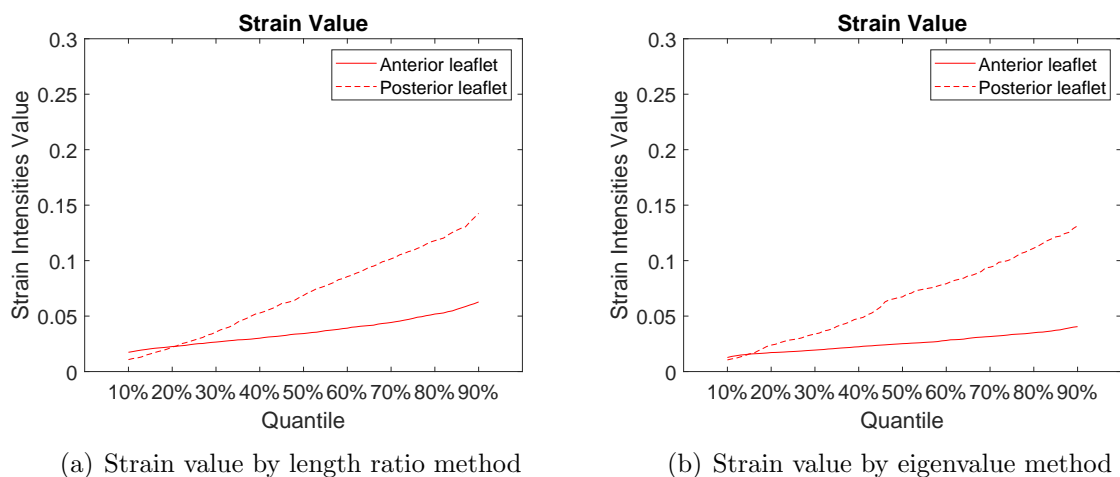 Strain Value
0.3
0.25
0.2
0.15
0.1
0.05
0
Strain Intensities Value
Anterior leaflet
Posterior leaflet
10% 20% 30% 40% 50% 60% 70% 80% 90%
Quantile
(a) Strain value by length ratio method
Strain Value
0.3
0.25
0.2
0.15
0.1
0.05
0
Strain Intensities Value
Anterior leaflet
Posterior leaflet
10% 20% 30% 40% 50% 60% 70% 80% 90%
Quantile
(b) Strain value by eigenvalue method